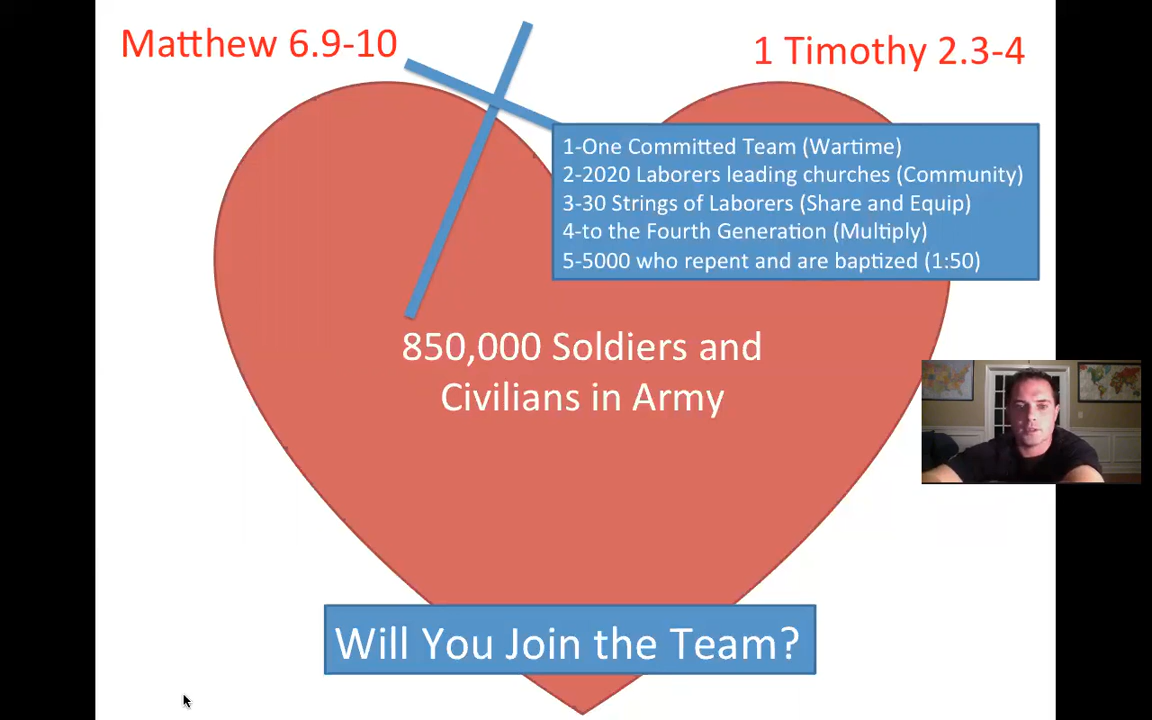 Matthew 6.9-10
1 Timothy 2.3-4
1-One Committed Team (Wartime)
2-2020 Laborers leading churches (Community)
3-30 Strings of Laborers (Share and Equip)
4-to the Fourth Generation (Multiply)
5-5000 who repent and are baptized (1:50)
850,000 Soldiers and
Civilians in Army
Will You Join the Team?